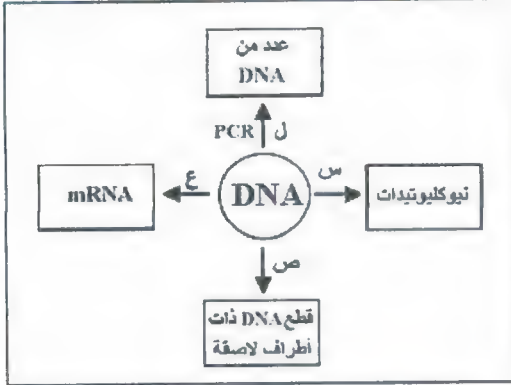 عدد من
DNA
PCR ل
mRNA
ع
DNA
س
نيوكليوتيدات
ص
قطع DNA ذات
أطراف لاصقة